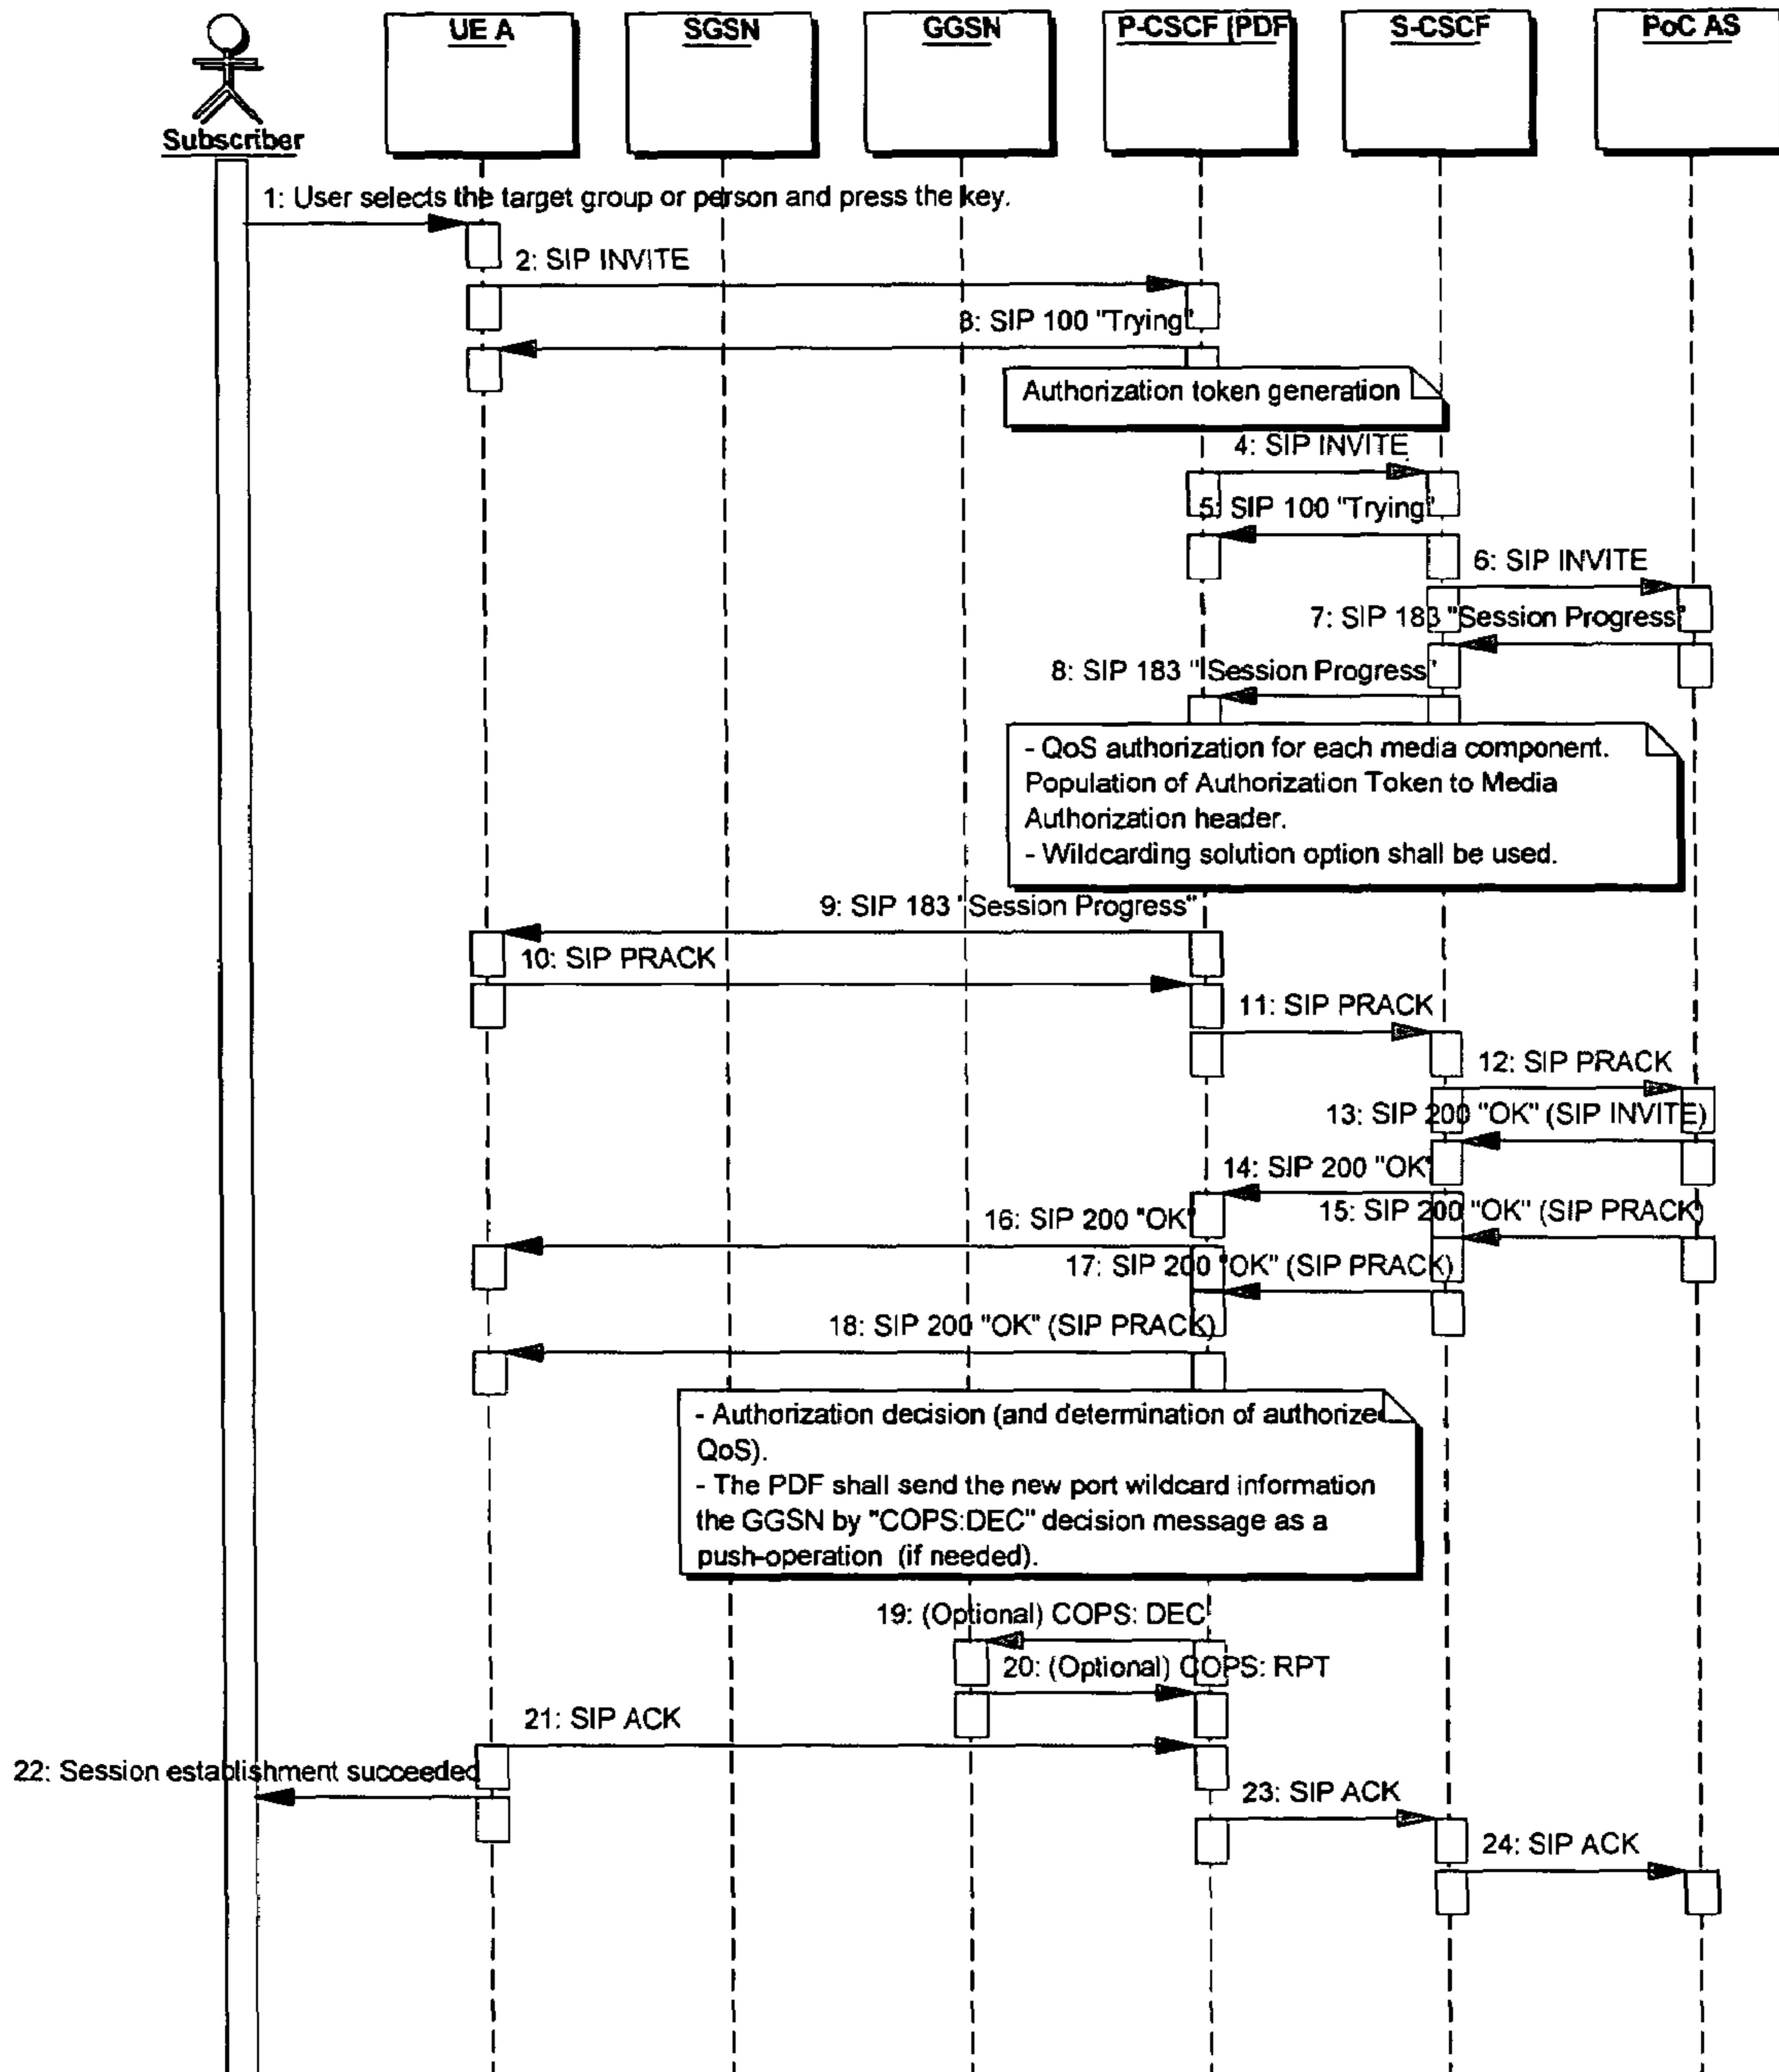 UE A
SGSN
GGSN
P-CSCF (PDF
S-CSCF
PoC AS
Subscriber
1: User selects the target group or person and press the key.
2: SIP INVITE
3: SIP 100 "Trying"
Authorization token generation
4: SIP INVITE
5: SIP 100 "Trying"
6: SIP INVITE
7: SIP 183 "Session Progress"
8: SIP 183 "Session Progress"
- QoS authorization for each media component.
Population of Authorization Token to Media
Authorization header.
- Wildcarding solution option shall be used.
9: SIP 183 "Session Progress"
10: SIP PRACK
11: SIP PRACK
12: SIP PRACK
13: SIP 200 "OK" (SIP INVITE)
14: SIP 200 "OK"
15: SIP 200 "OK" (SIP PRACK)
16: SIP 200 "OK"
17: SIP 200 "OK" (SIP PRACK)
18: SIP 200 "OK" (SIP PRACK)
- Authorization decision (and determination of authorize
QoS).
- The PDF shall send the new port wildcard information
the GGSN by "COPS:DEC" decision message as a
push-operation (if needed).
19: (Optional) COPS: DEC
20: (Optional) COPS: RPT
21: SIP ACK
22: Session establishment succeeded
23: SIP ACK
24: SIP ACK